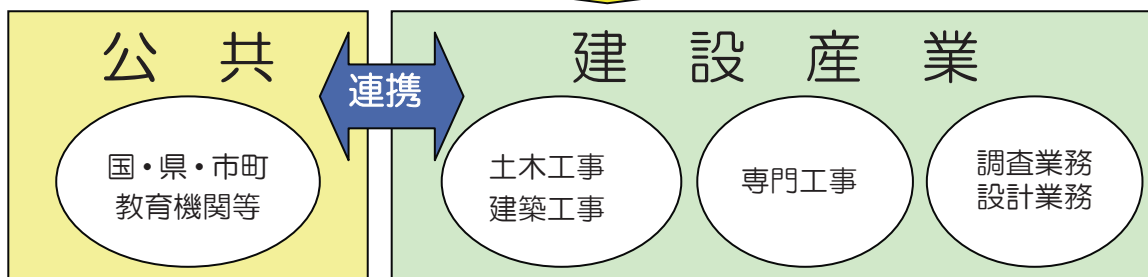 公共
連携
建設産業
国・県・市町
教育機関等
土木工事
建築工事
専門工事
調査業務
設計業務